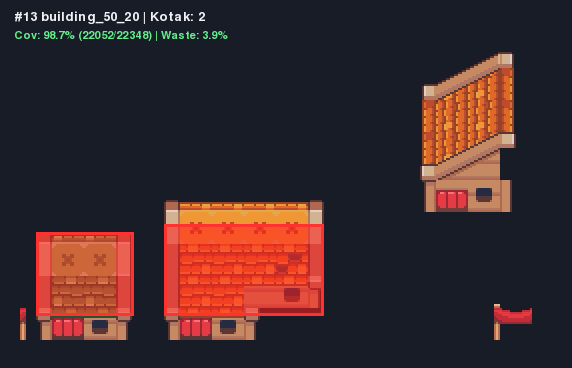 #13 building_50_20 | Kotak: 2
Cov: 98.7% (22052/22348) | Waste: 3.9%